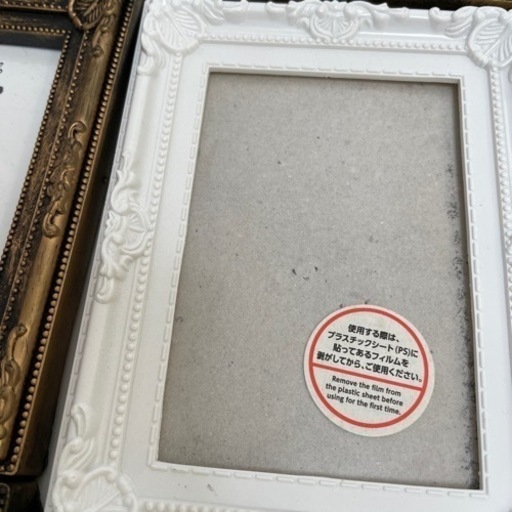 使用する際は、
プラスチックシート(PS)に
貼ってあるフィルムを
剥がしてから、ご使用ください。
Remove the film from
the plastic sheet before
using for the first time.